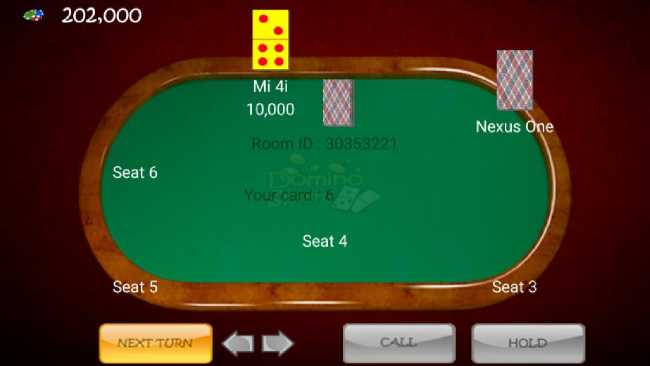 202,000
Mi 4i
10,000
Nexus One
Room ID : 30353221
Seat 6
Domino
Your card : 6
Seat 4
Seat 5
Seat 3
NEXT TURN
CALL
HOLD